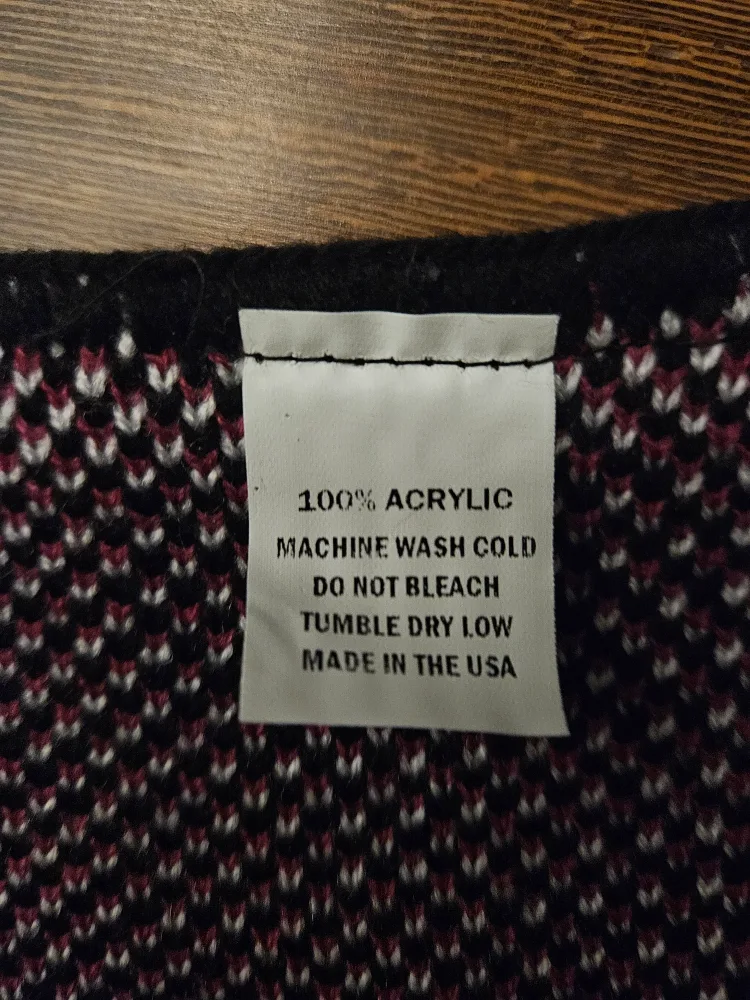 100% ACRYLIC
MACHINE WASH COLD
DO NOT BLEACH
TUMBLE DRY LOW
MADE IN THE USA